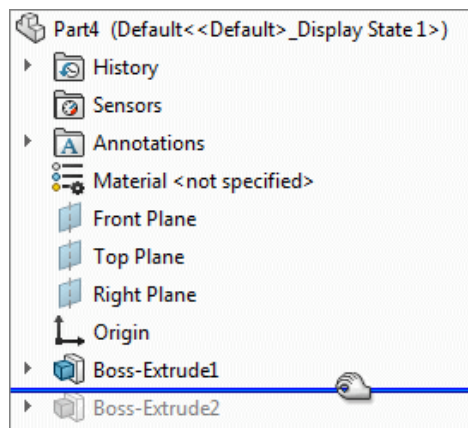 Part4 (Default<<Default>_Display State 1>)
History
Sensors
A Annotations
Material <not specified>
Front Plane
Top Plane
Right Plane
Origin
Boss-Extrude1
Boss-Extrude2